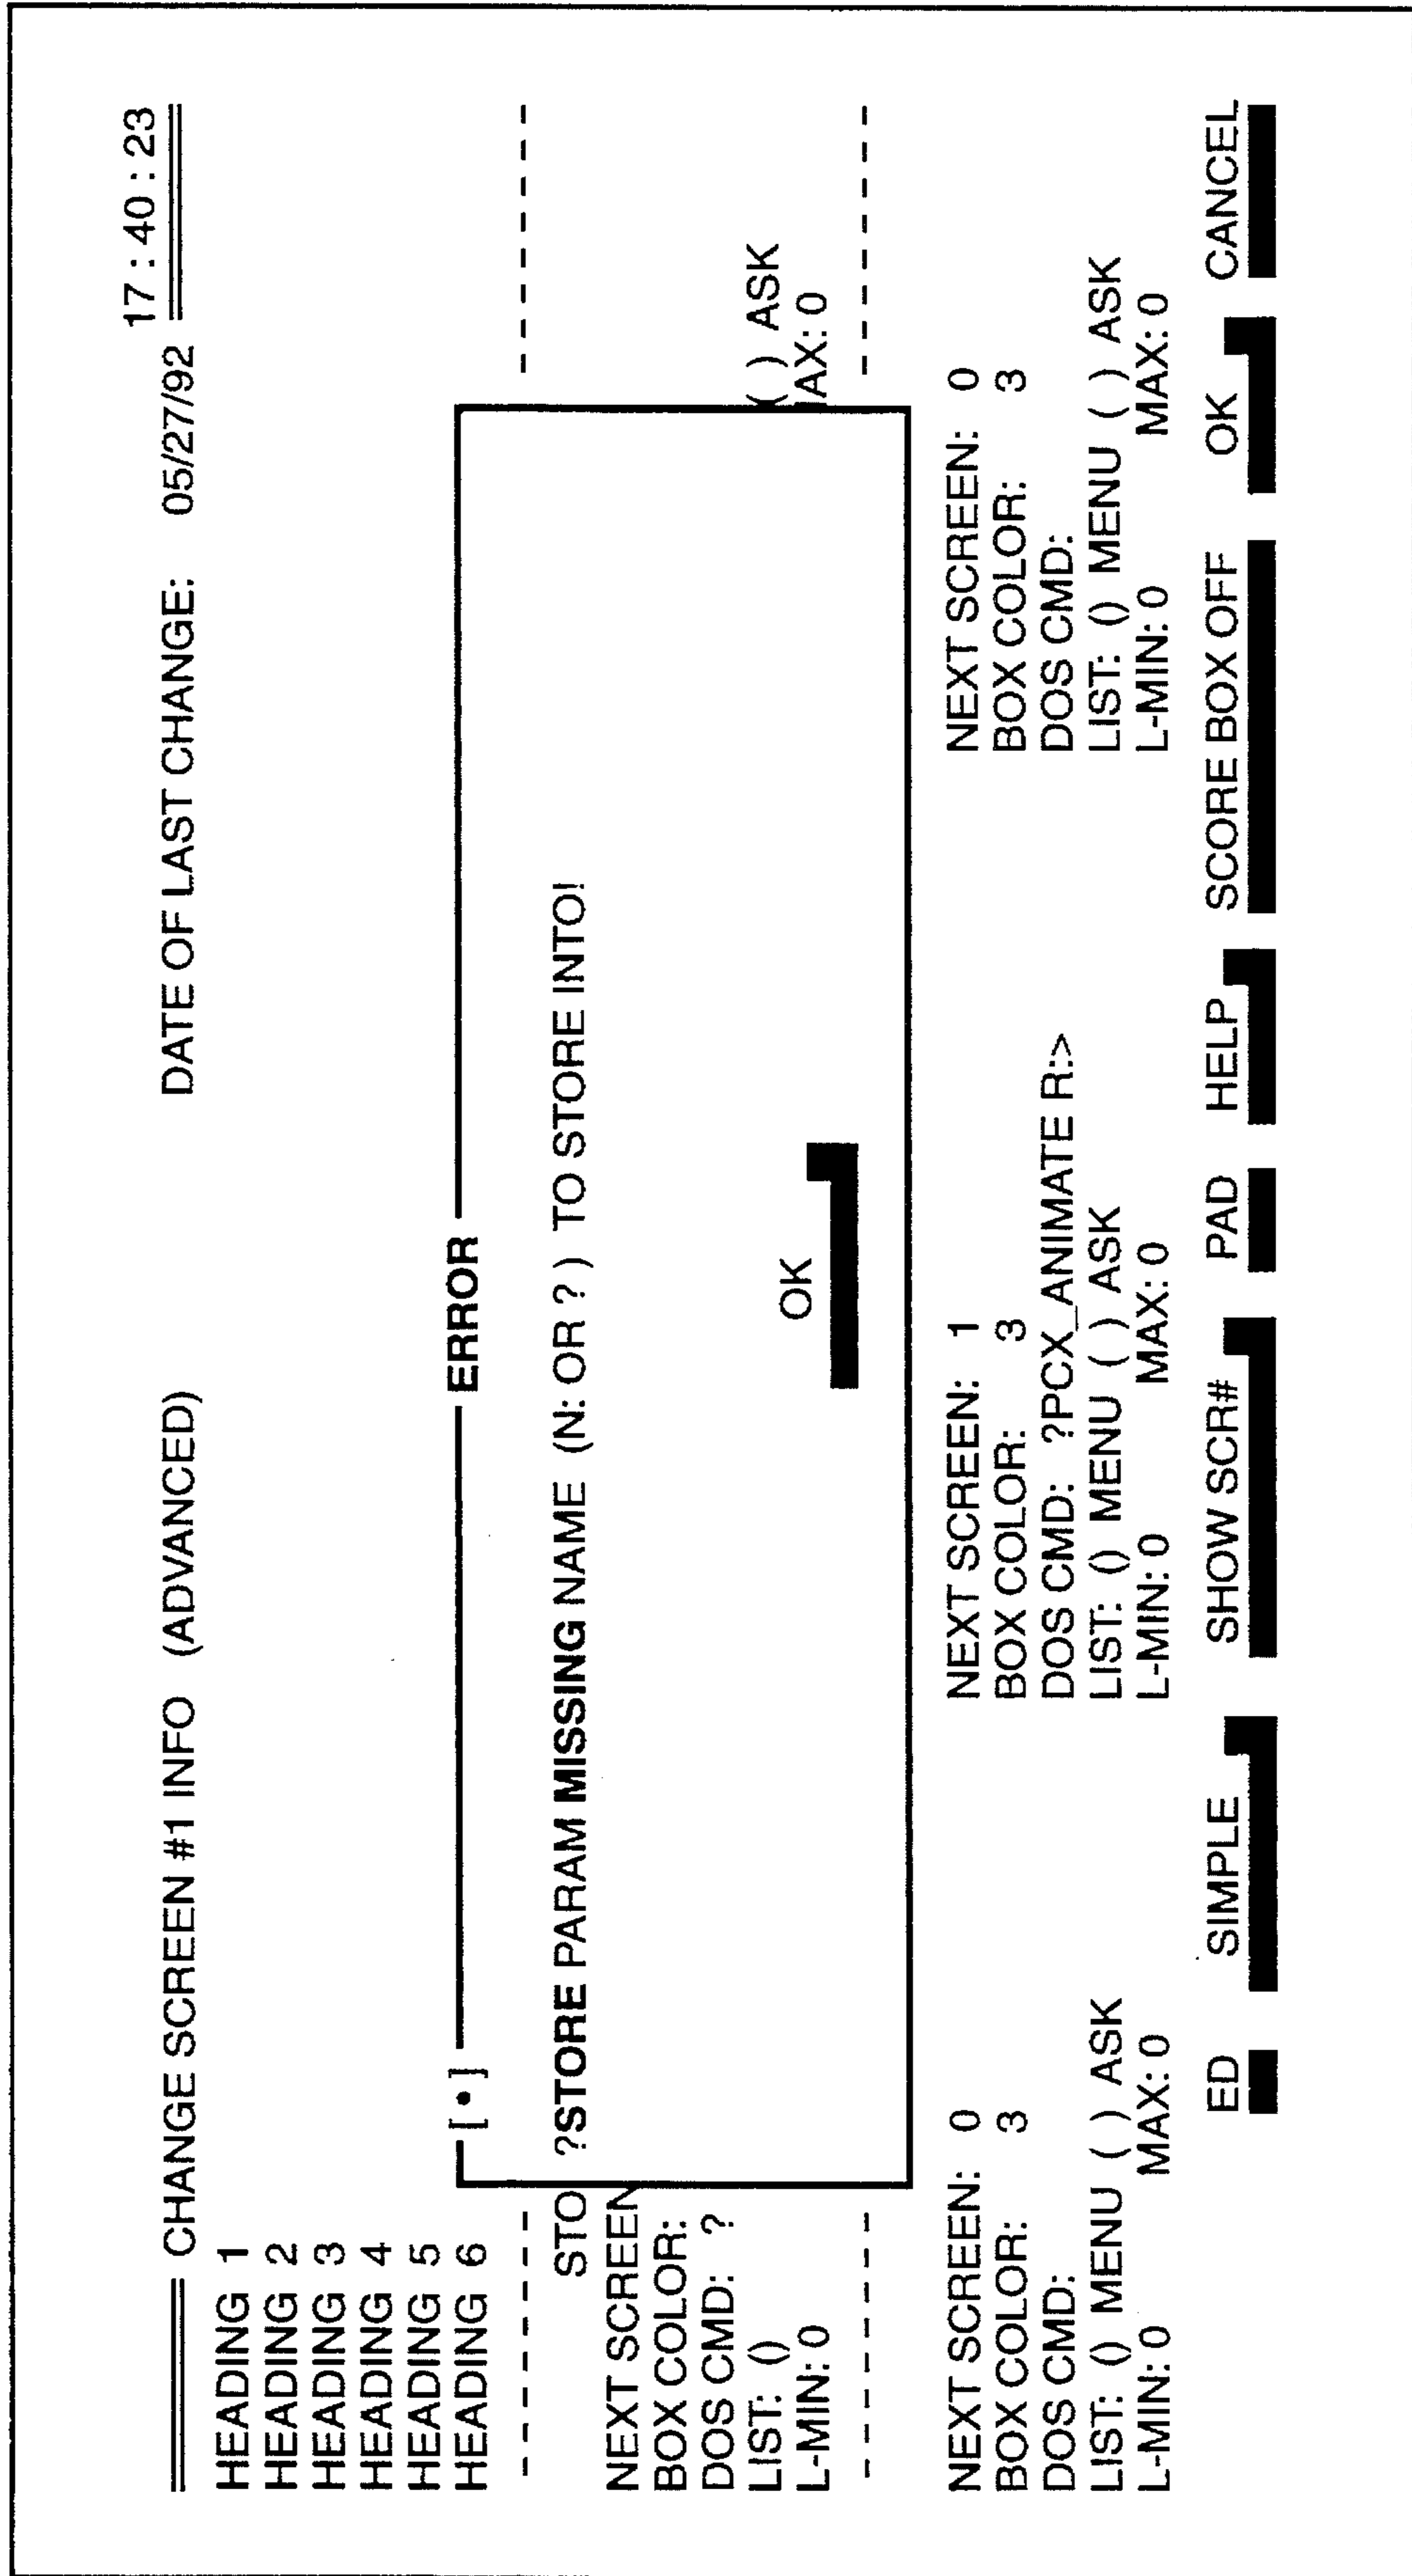 CHANGE SCREEN #1 INFO (ADVANCED) DATE OF LAST CHANGE: 05/27/92 17 : 40 : 23
HEADING 1
HEADING 2
HEADING 3
HEADING 4
HEADING 5
HEADING 6
[ • ] ERROR
STO ?STORE PARAM MISSING NAME (N: OR ? ) TO STORE INTO!
NEXT SCREEN
BOX COLOR:
DOS CMD: ?
LIST: () ( ) ASK
L-MIN: 0 OK AX: 0
NEXT SCREEN: 0 NEXT SCREEN: 1 NEXT SCREEN: 0
BOX COLOR: 3 BOX COLOR: 3 BOX COLOR: 3
DOS CMD: DOS CMD: ?PCX_ANIMATE R:> DOS CMD:
LIST: () MENU ( ) ASK LIST: () MENU ( ) ASK LIST: () MENU ( ) ASK
L-MIN: 0 MAX: 0 L-MIN: 0 MAX: 0 L-MIN: 0 MAX: 0
ED SIMPLE SHOW SCR# PAD HELP SCORE BOX OFF OK CANCEL